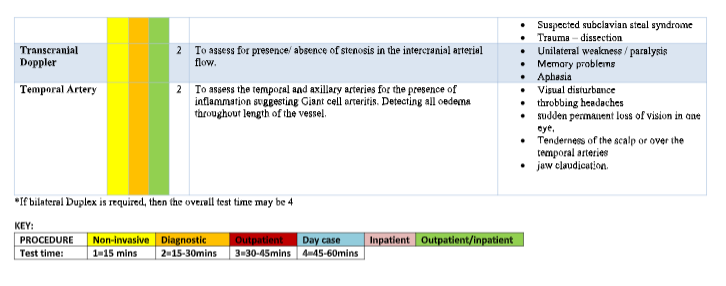 • Suspected subclavian steal syndrome
• Trauma – dissection
Transcranial Doppler 2 To assess for presence/ absence of stenosis in the intercranial arterial flow. • Unilateral weakness / paralysis
• Memory problems
• Aphasia
Temporal Artery 2 To assess the temporal and axillary arteries for the presence of • Visual disturbance
inflammation suggesting Giant cell arteritis. Detecting all oedema • throbbing headaches
throughout length of the vessel. • sudden permanent loss of vision in one
eye,
• Tenderness of the scalp or over the
temporal arteries
• jaw claudication.
*If bilateral Duplex is required, then the overall test time may be 4
KEY:
PROCEDURE Non-invasive Diagnostic Outpatient Day case Inpatient Outpatient/Inpatient
Test time: 1=15 mins 2=15-30mins 3=30-45mins 4=45-60mins